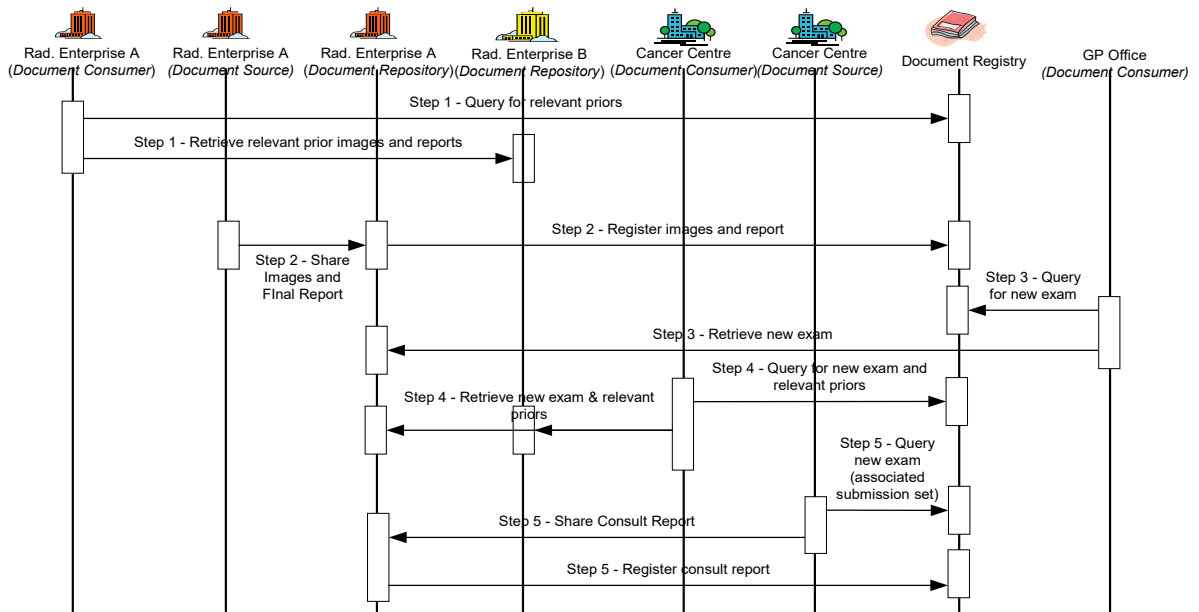 Rad. Enterprise A
(Document Consumer)
Rad. Enterprise A
(Document Source)
Rad. Enterprise A
(Document Repository)
Rad. Enterprise B
(Document Repository)
Cancer Centre
(Document Consumer)
Cancer Centre
(Document Source)
Document Registry
GP Office
(Document Consumer)
Step 1 - Query for relevant priors
Step 1 - Retrieve relevant prior images and reports
Step 2 - Share
Images and
FInal Report
Step 2 - Register images and report
Step 3 - Query
for new exam
Step 3 - Retrieve new exam
Step 4 - Query for new exam and
relevant priors
Step 4 - Retrieve new exam & relevant
priors
Step 5 - Query
new exam
(associated
submission set)
Step 5 - Share Consult Report
Step 5 - Register consult report